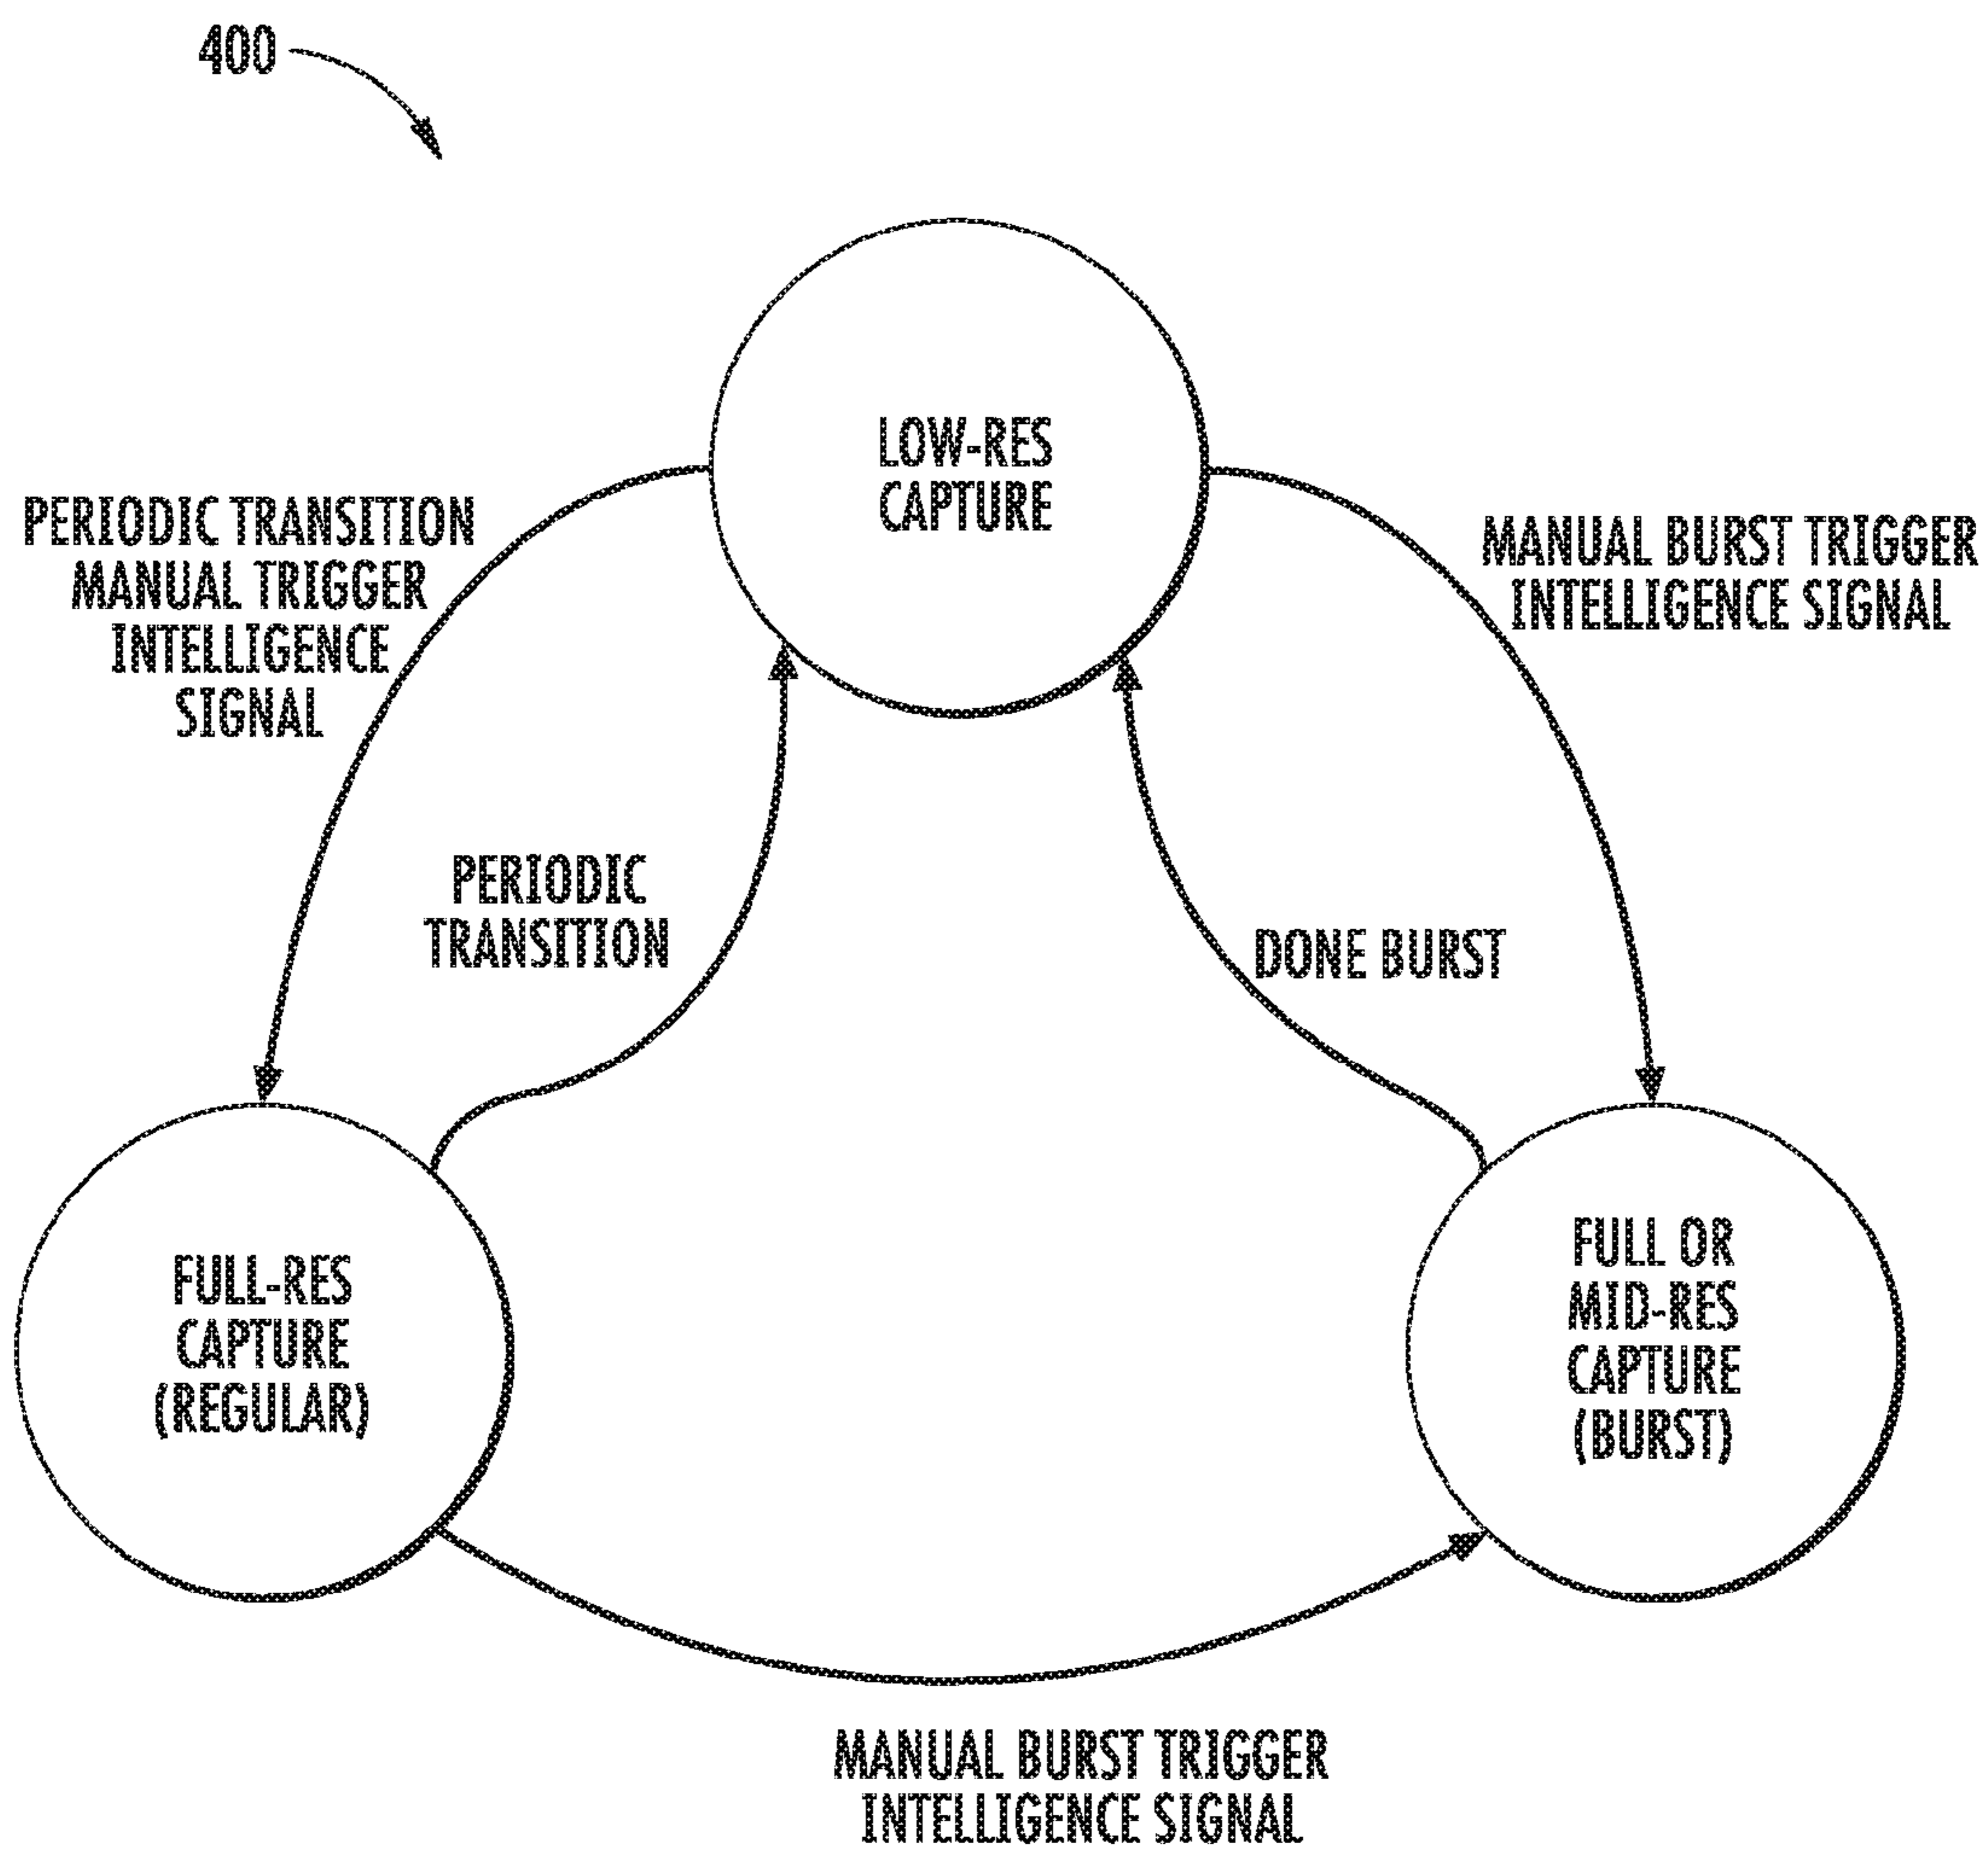 400
LOW-RES
CAPTURE
PERIODIC TRANSITION
MANUAL TRIGGER
INTELLIGENCE
SIGNAL
MANUAL BURST TRIGGER
INTELLIGENCE SIGNAL
PERIODIC
TRANSITION
DONE BURST
FULL-RES
CAPTURE
(REGULAR)
FULL OR
MID-RES
CAPTURE
(BURST)
MANUAL BURST TRIGGER
INTELLIGENCE SIGNAL